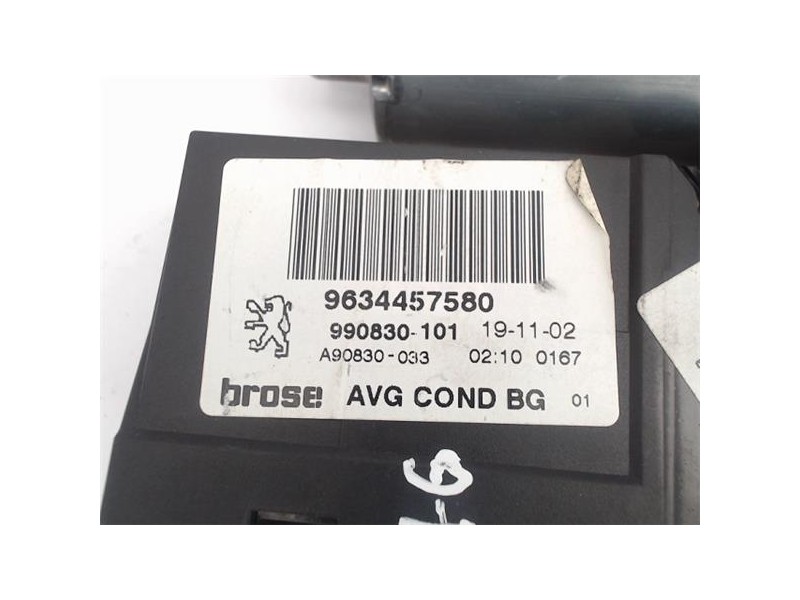 9634457580
990830-101 19-11-02
A90830-033 02:10 0167
brose AVG COND BG 01